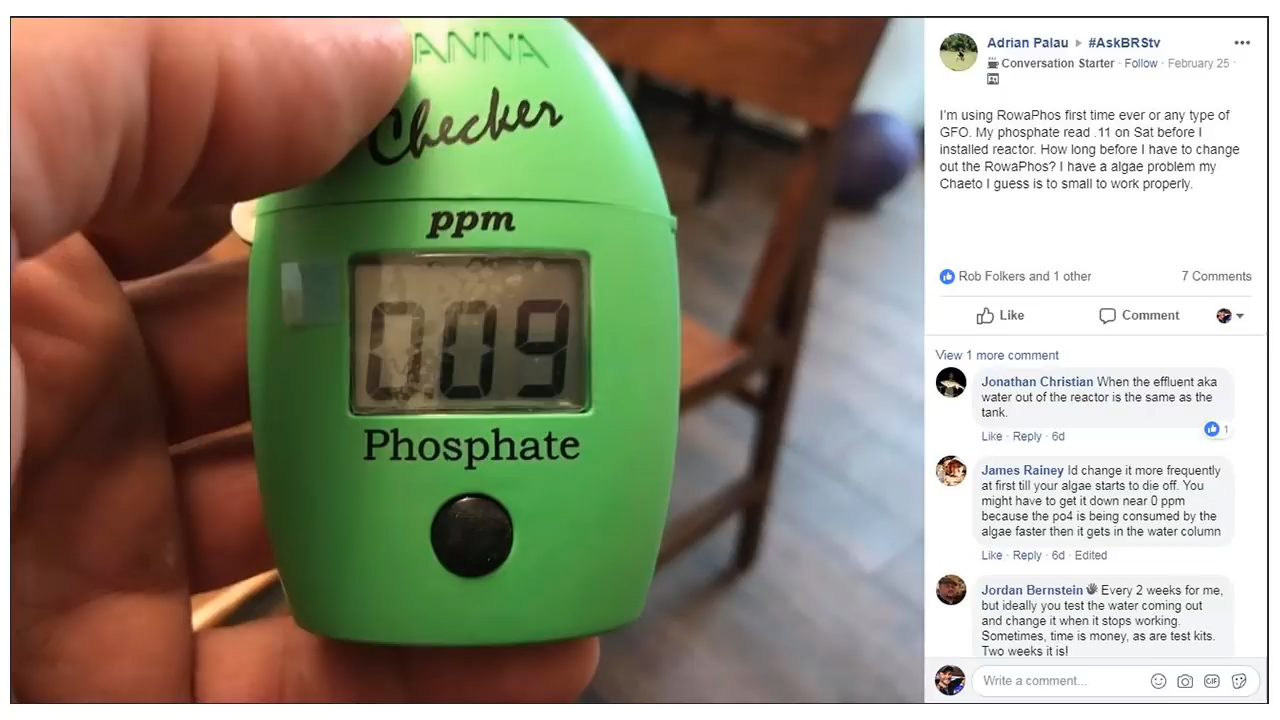 HANNA
Checker
ppm
0.09
Phosphate
Adrian Palau ▸ #AskBRStv
Conversation Starter · Follow · February 25 ·
I'm using RowaPhos first time ever or any type of
GFO. My phosphate read .11 on Sat before I
installed reactor. How long before I have to change
out the RowaPhos? I have a algae problem my
Chaeto I guess is to small to work properly.
Rob Folkers and 1 other
7 Comments
Like
Comment
View 1 more comment
Jonathan Christian When the effluent aka
water out of the reactor is the same as the
tank.
Like · Reply · 6d
1
James Rainey Id change it more frequently
at first till your algae starts to die off. You
might have to get it down near 0 ppm
because the po4 is being consumed by the
algae faster then it gets in the water column
Like · Reply · 6d · Edited
Jordan Bernstein Every 2 weeks for me,
but ideally you test the water coming out
and change it when it stops working.
Sometimes, time is money, as are test kits.
Two weeks it is!
Write a comment...
GIF